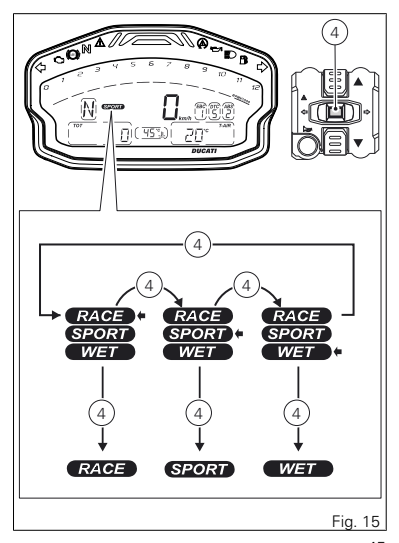 4
N
0 1 2 3 4 5 6 7 8 9 10 11 12
N SPORT 0 km/h EBC DTC ABS
1 5 2
TOT 0 45°c 20°c T-AIR
DUCATI
4
4 4
RACE RACE RACE
SPORT SPORT SPORT
WET WET WET
4 4 4
RACE SPORT WET
Fig. 15